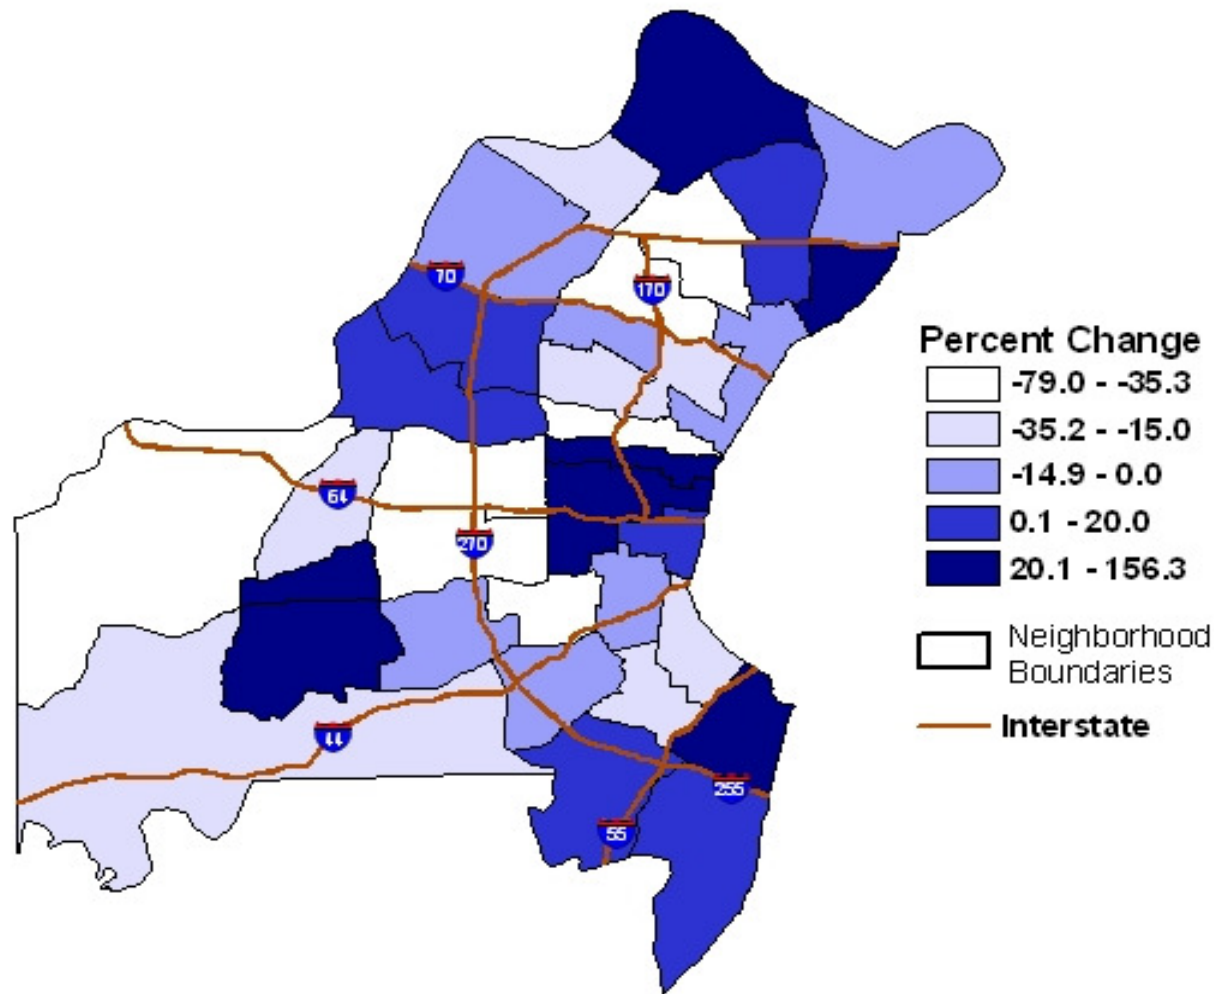 70
170
64
270
44
255
55
Percent Change
-79.0 - -35.3
-35.2 - -15.0
-14.9 - 0.0
0.1 - 20.0
20.1 - 156.3
Neighborhood
Boundaries
Interstate